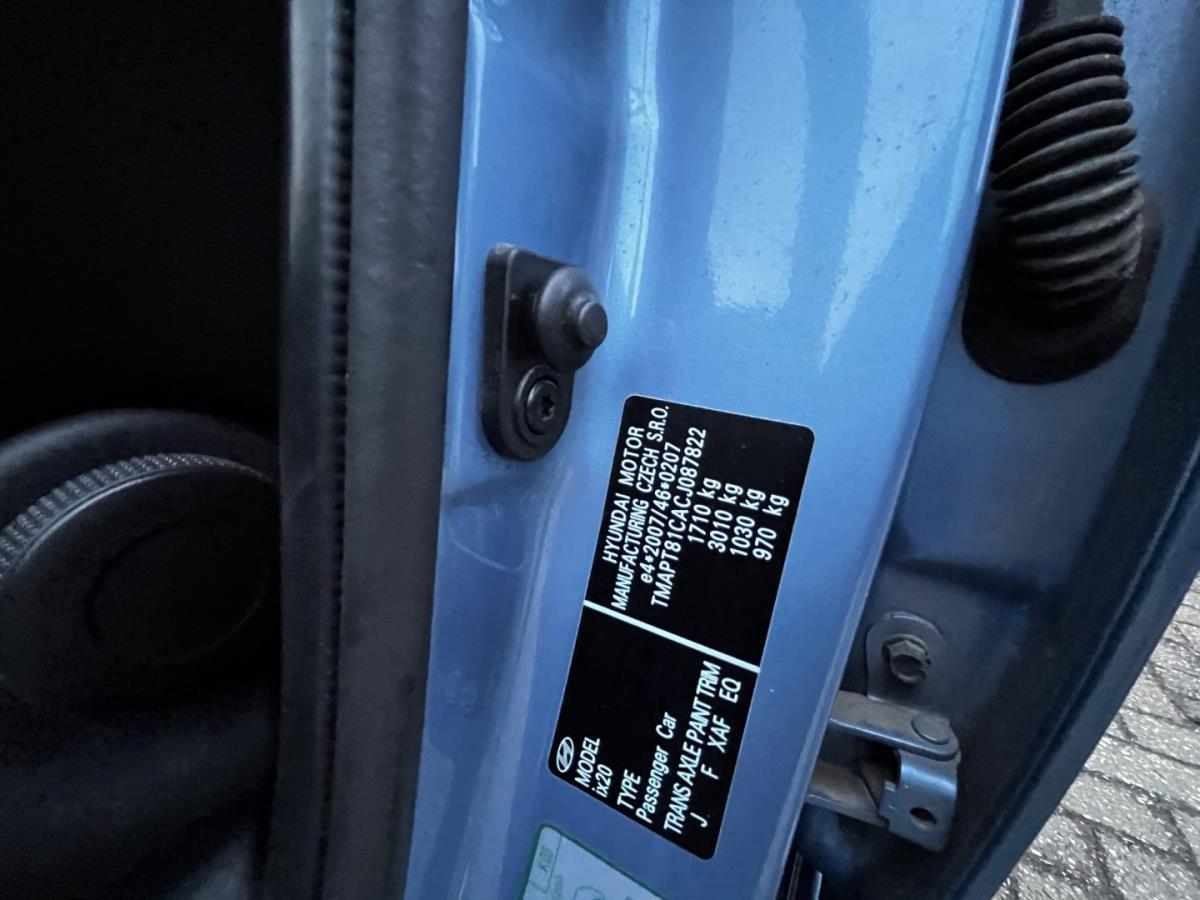 HYUNDAI MOTOR
MANUFACTURING CZECH S.R.O.
e4*2007/46*0207
TMAPT81CACJ087822
1710 kg
3010 kg
1030 kg
970 kg
MODEL
ix20
TYPE
Passenger Car
TRANS AXLE PAINT TRIM
J F XAF EQ